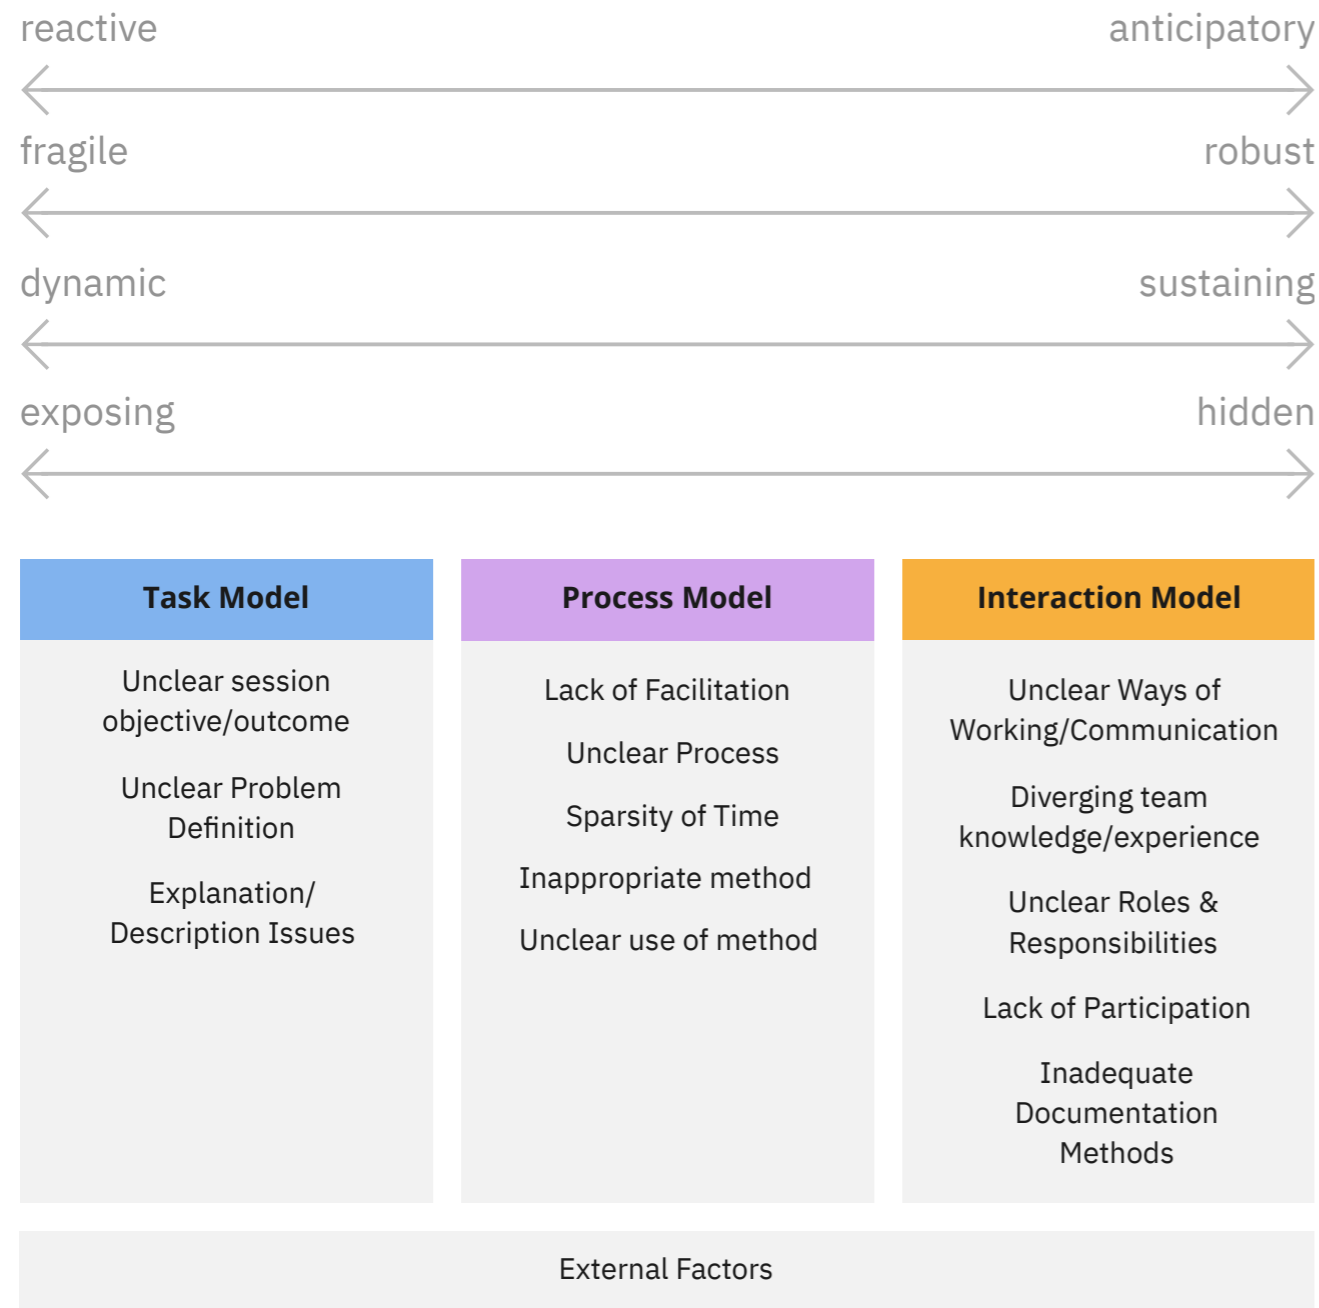 reactive
anticipatory
fragile
robust
dynamic
sustaining
exposing
hidden
Task Model
Unclear session
objective/outcome
Unclear Problem
Definition
Explanation/
Description Issues
Process Model
Lack of Facilitation
Unclear Process
Sparsity of Time
Inappropriate method
Unclear use of method
Interaction Model
Unclear Ways of
Working/Communication
Diverging team
knowledge/experience
Unclear Roles &
Responsibilities
Lack of Participation
Inadequate
Documentation
Methods
External Factors